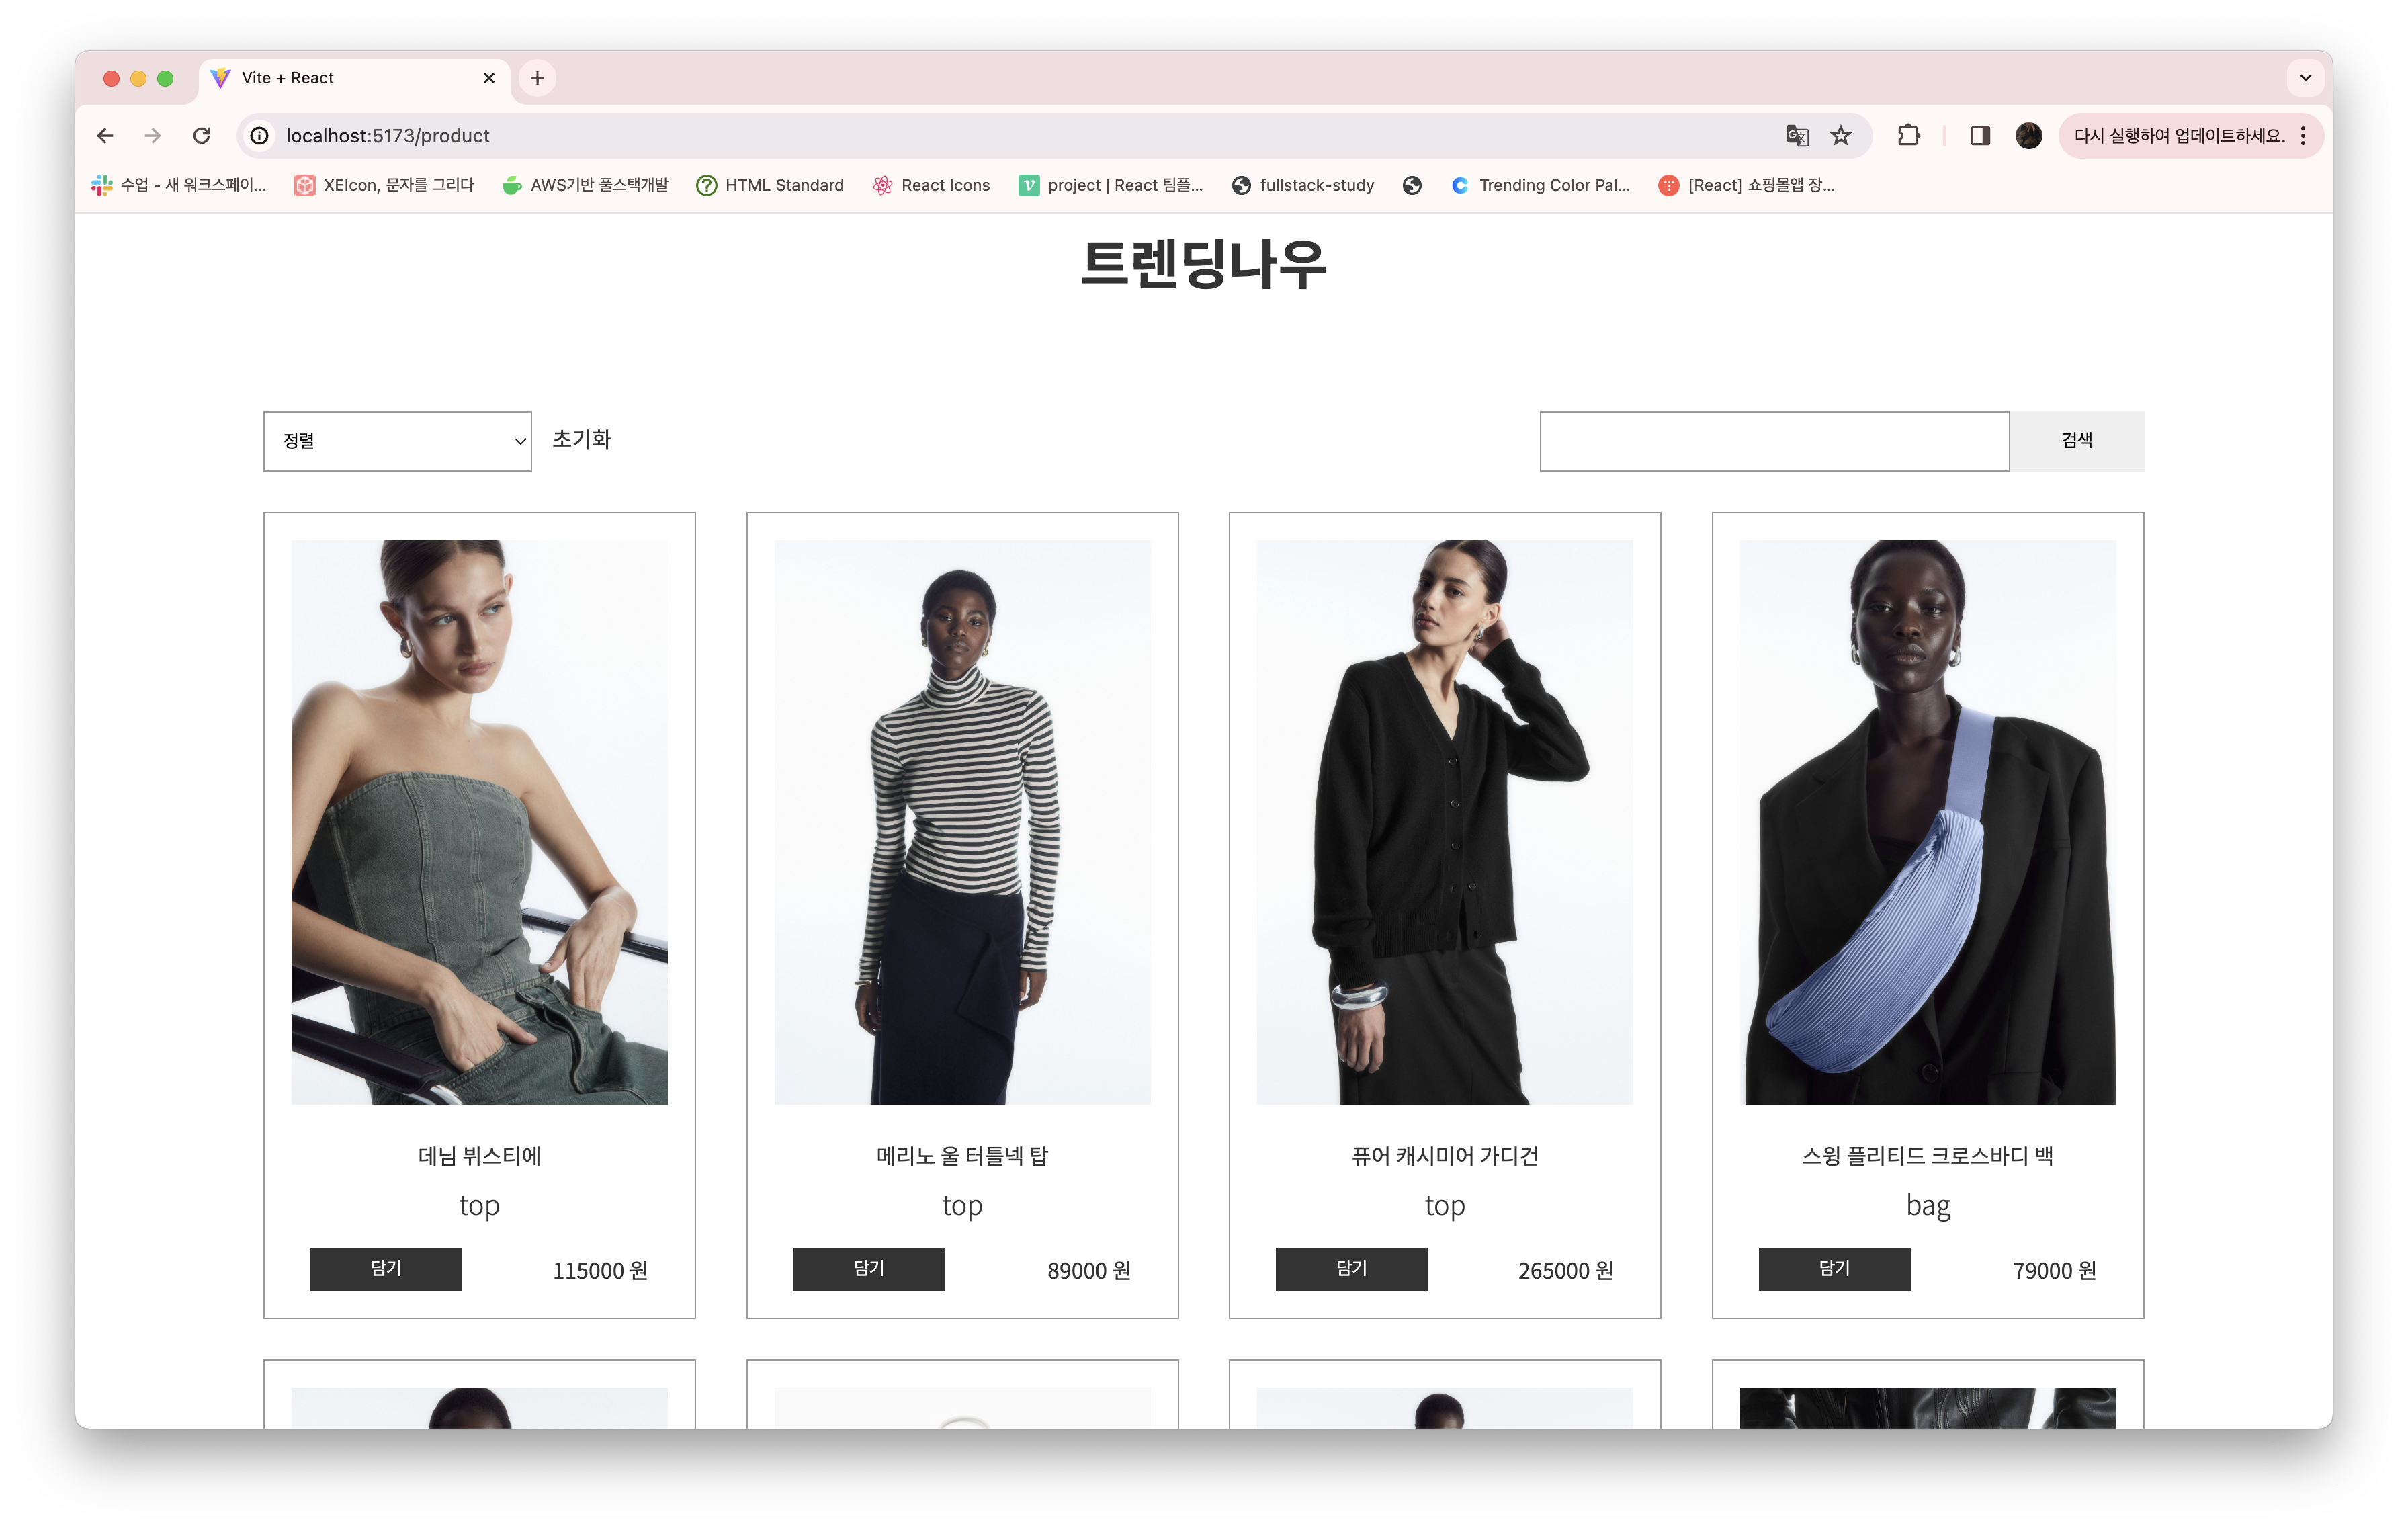 Vite + React
localhost:5173/product
다시 실행하여 업데이트하세요.
수업 - 새 워크스페이...
XEIcon, 문자를 그리다
AWS기반 풀스택개발
HTML Standard
React Icons
project | React 팀플...
fullstack-study
Trending Color Pal...
[React] 쇼핑몰앱 장...
트렌딩나우
정렬
초기화
검색
데님 뷔스티에
top
담기
115000 원
메리노 울 터틀넥 탑
top
담기
89000 원
퓨어 캐시미어 가디건
top
담기
265000 원
스윙 플리티드 크로스바디 백
bag
담기
79000 원